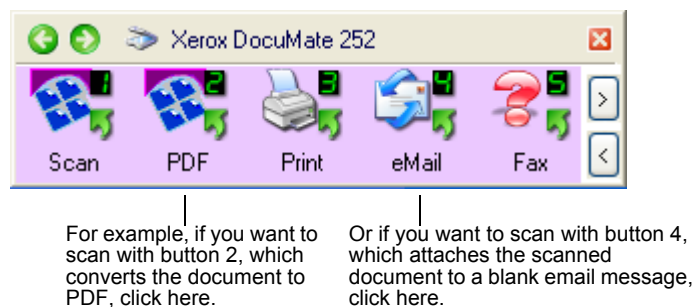 Xerox DocuMate 252
1 2 3 4 5
Scan PDF Print eMail Fax
> 
<
For example, if you want to
scan with button 2, which
converts the document to
PDF, click here.
Or if you want to scan with button 4,
which attaches the scanned
document to a blank email message,
click here.